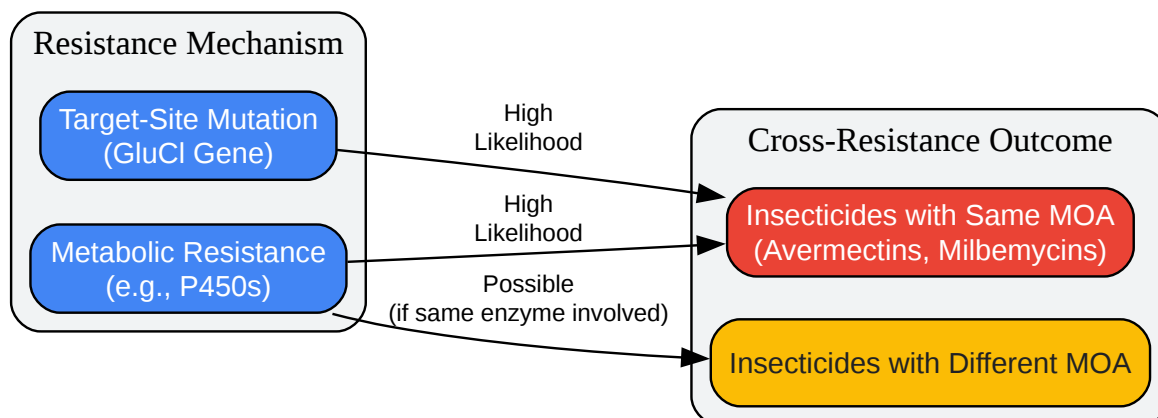 Resistance Mechanism
Target-Site Mutation
(GluCl Gene)
Metabolic Resistance
(e.g., P450s)
High
Likelihood
High
Likelihood
Possible
(if same enzyme involved)
Cross-Resistance Outcome
Insecticides with Same MOA
(Avermectins, Milbemycins)
Insecticides with Different MOA